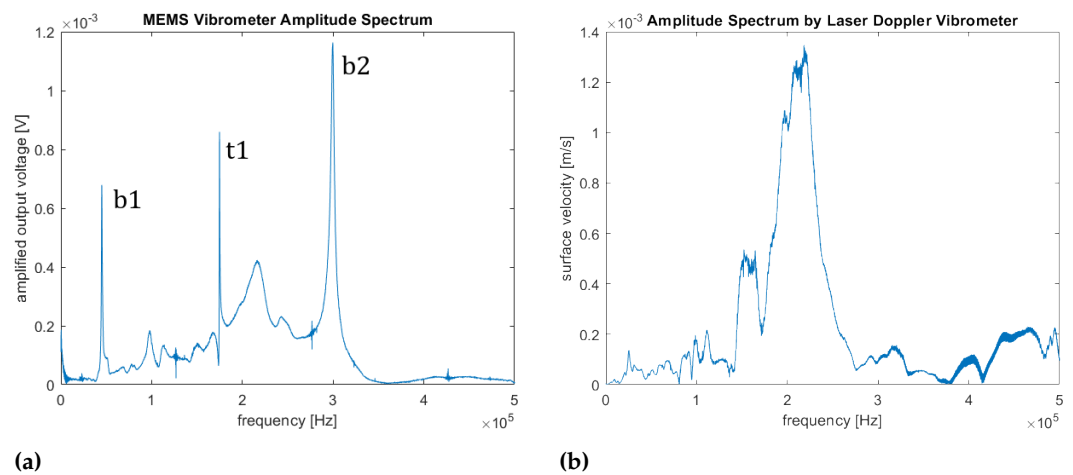 MEMS Vibrometer Amplitude Spectrum
×10⁻³
1.2
1
0.8
0.6
0.4
0.2
0
amplified output voltage [V]
b1
t1
b2
0 1 2 3 4 5
frequency [Hz]
×10⁵
(a)
Amplitude Spectrum by Laser Doppler Vibrometer
×10⁻³
1.4
1.2
1
0.8
0.6
0.4
0.2
0
surface velocity [m/s]
0 1 2 3 4 5
frequency [Hz]
×10⁵
(b)